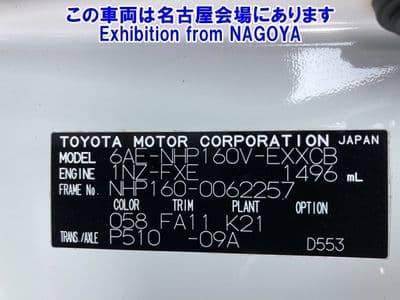 この車両は名古屋会場にあります
Exhibition from NAGOYA
TOYOTA MOTOR CORPORATION JAPAN
MODEL 6AE-NHP160V-EXXCB
ENGINE 1NZ-FXE 1496 mL
FRAME No. NHP160-0062257
COLOR TRIM PLANT OPTION
058 FA11 K21
TRANS./AXLE P510 -09A D553